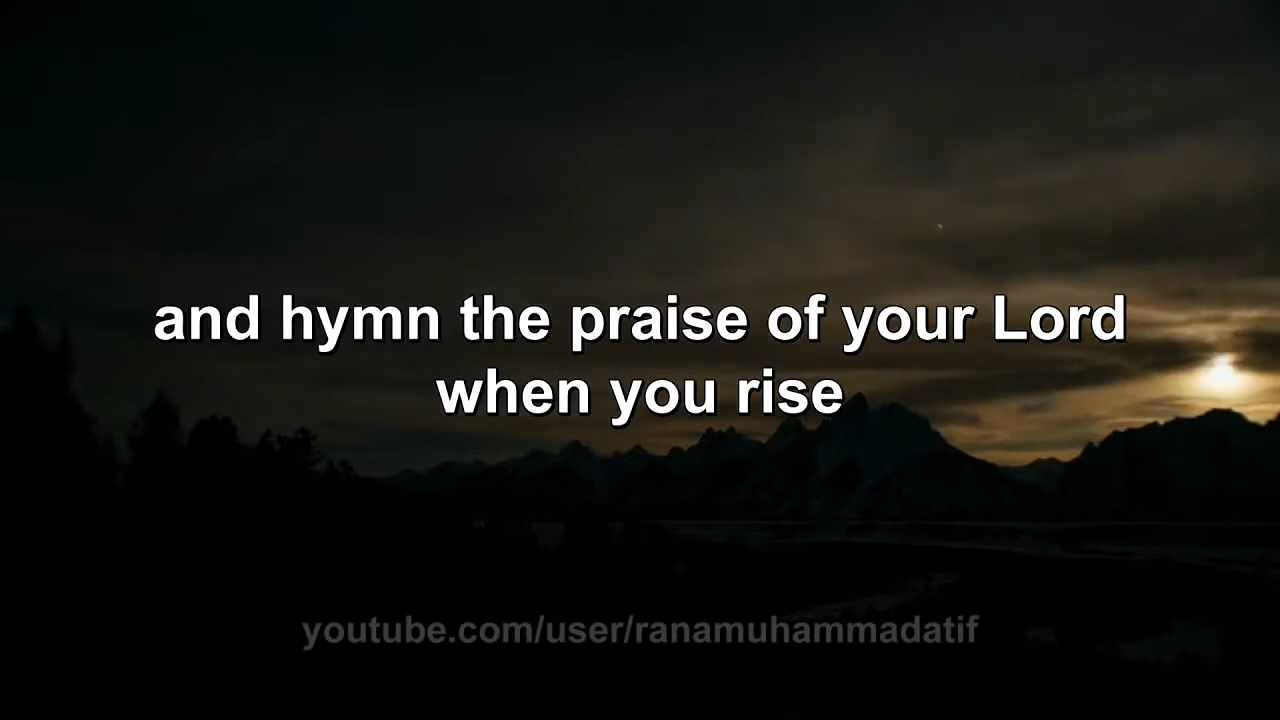 and hymn the praise of your Lord
when you rise
youtube.com/user/ranamuhammadatif